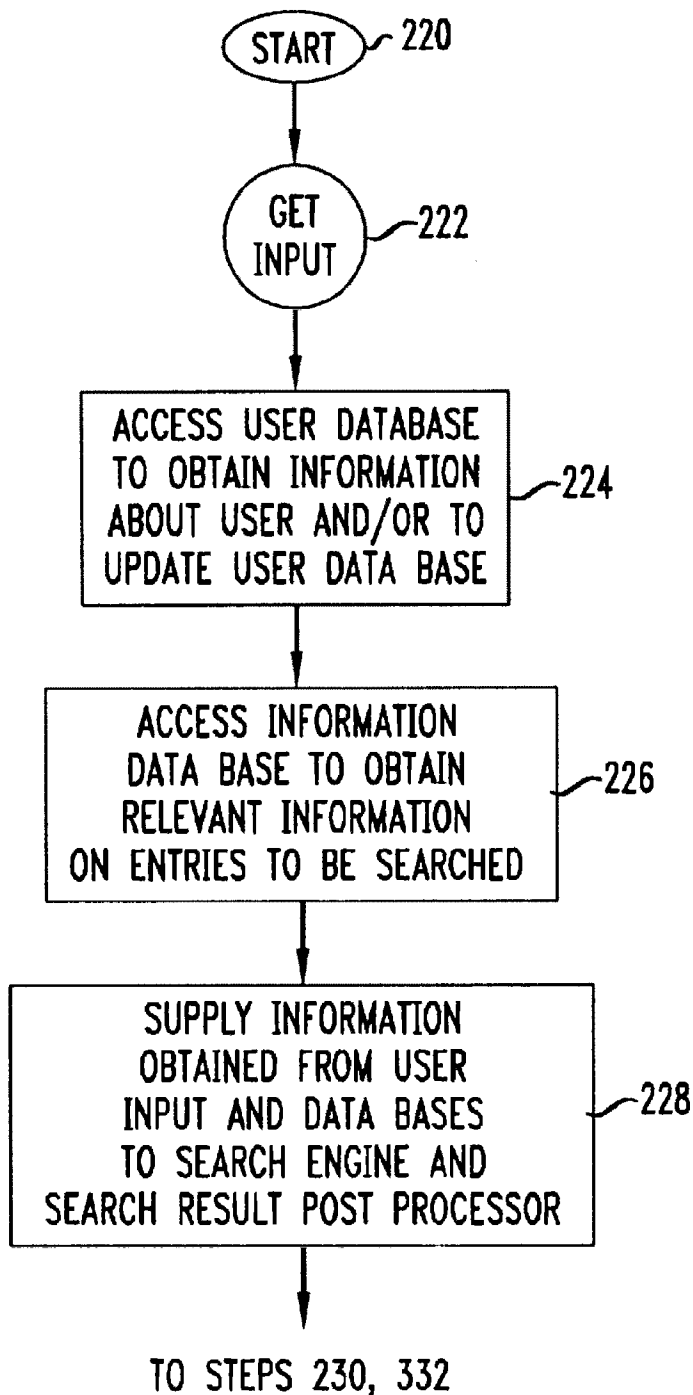 START
220
GET
INPUT
222
ACCESS USER DATABASE
TO OBTAIN INFORMATION
ABOUT USER AND/OR TO
UPDATE USER DATA BASE
224
ACCESS INFORMATION
DATA BASE TO OBTAIN
RELEVANT INFORMATION
ON ENTRIES TO BE SEARCHED
226
SUPPLY INFORMATION
OBTAINED FROM USER
INPUT AND DATA BASES
TO SEARCH ENGINE AND
SEARCH RESULT POST PROCESSOR
228
TO STEPS 230, 332